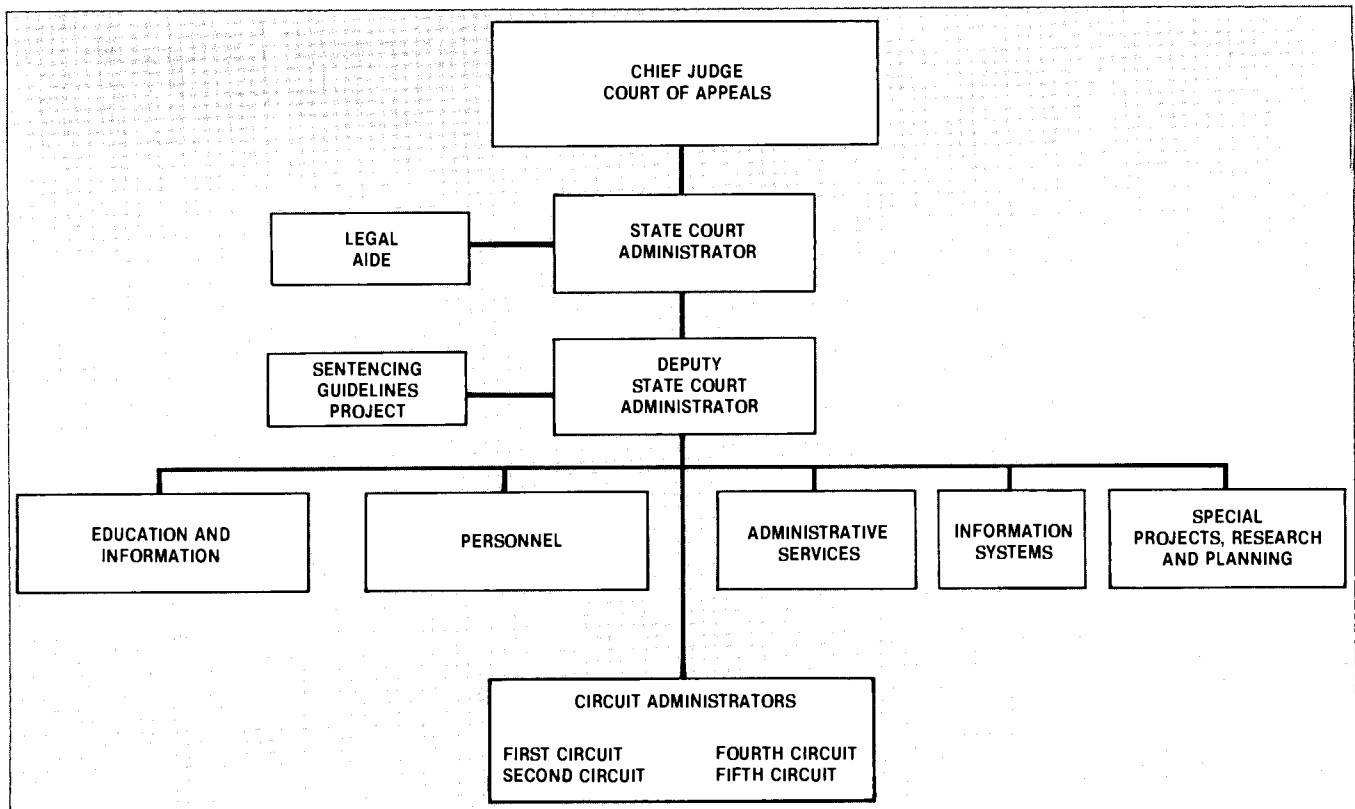 CHIEF JUDGE
COURT OF APPEALS
LEGAL
AIDE
STATE COURT
ADMINISTRATOR
SENTENCING
GUIDELINES
PROJECT
DEPUTY
STATE COURT
ADMINISTRATOR
EDUCATION AND
INFORMATION
PERSONNEL
ADMINISTRATIVE
SERVICES
INFORMATION
SYSTEMS
SPECIAL
PROJECTS, RESEARCH
AND PLANNING
CIRCUIT ADMINISTRATORS
FIRST CIRCUIT
SECOND CIRCUIT
FOURTH CIRCUIT
FIFTH CIRCUIT